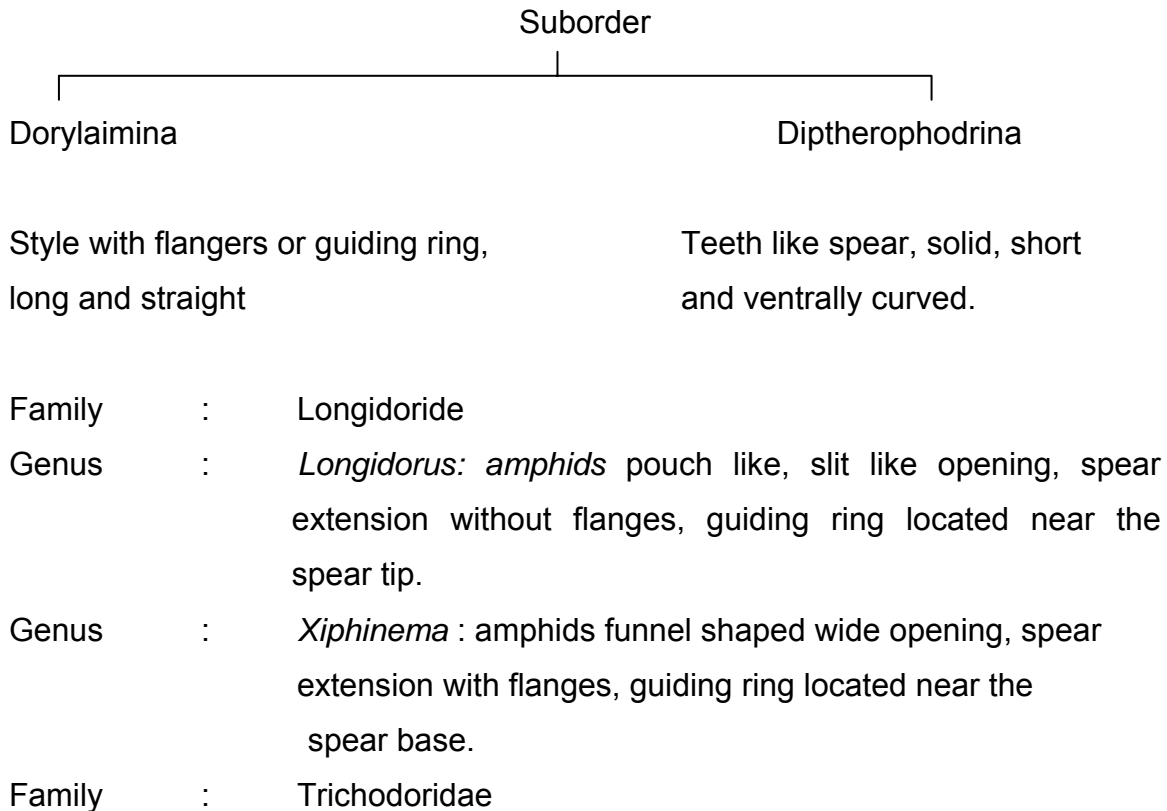 Suborder
Dorylaimina Diptherophodrina
Style with flangers or guiding ring, Teeth like spear, solid, short
long and straight and ventrally curved.
Family : Longidoride
Genus : Longidorus: amphids pouch like, slit like opening, spear
extension without flanges, guiding ring located near the
spear tip.
Genus : Xiphinema : amphids funnel shaped wide opening, spear
extension with flanges, guiding ring located near the
spear base.
Family : Trichodoridae